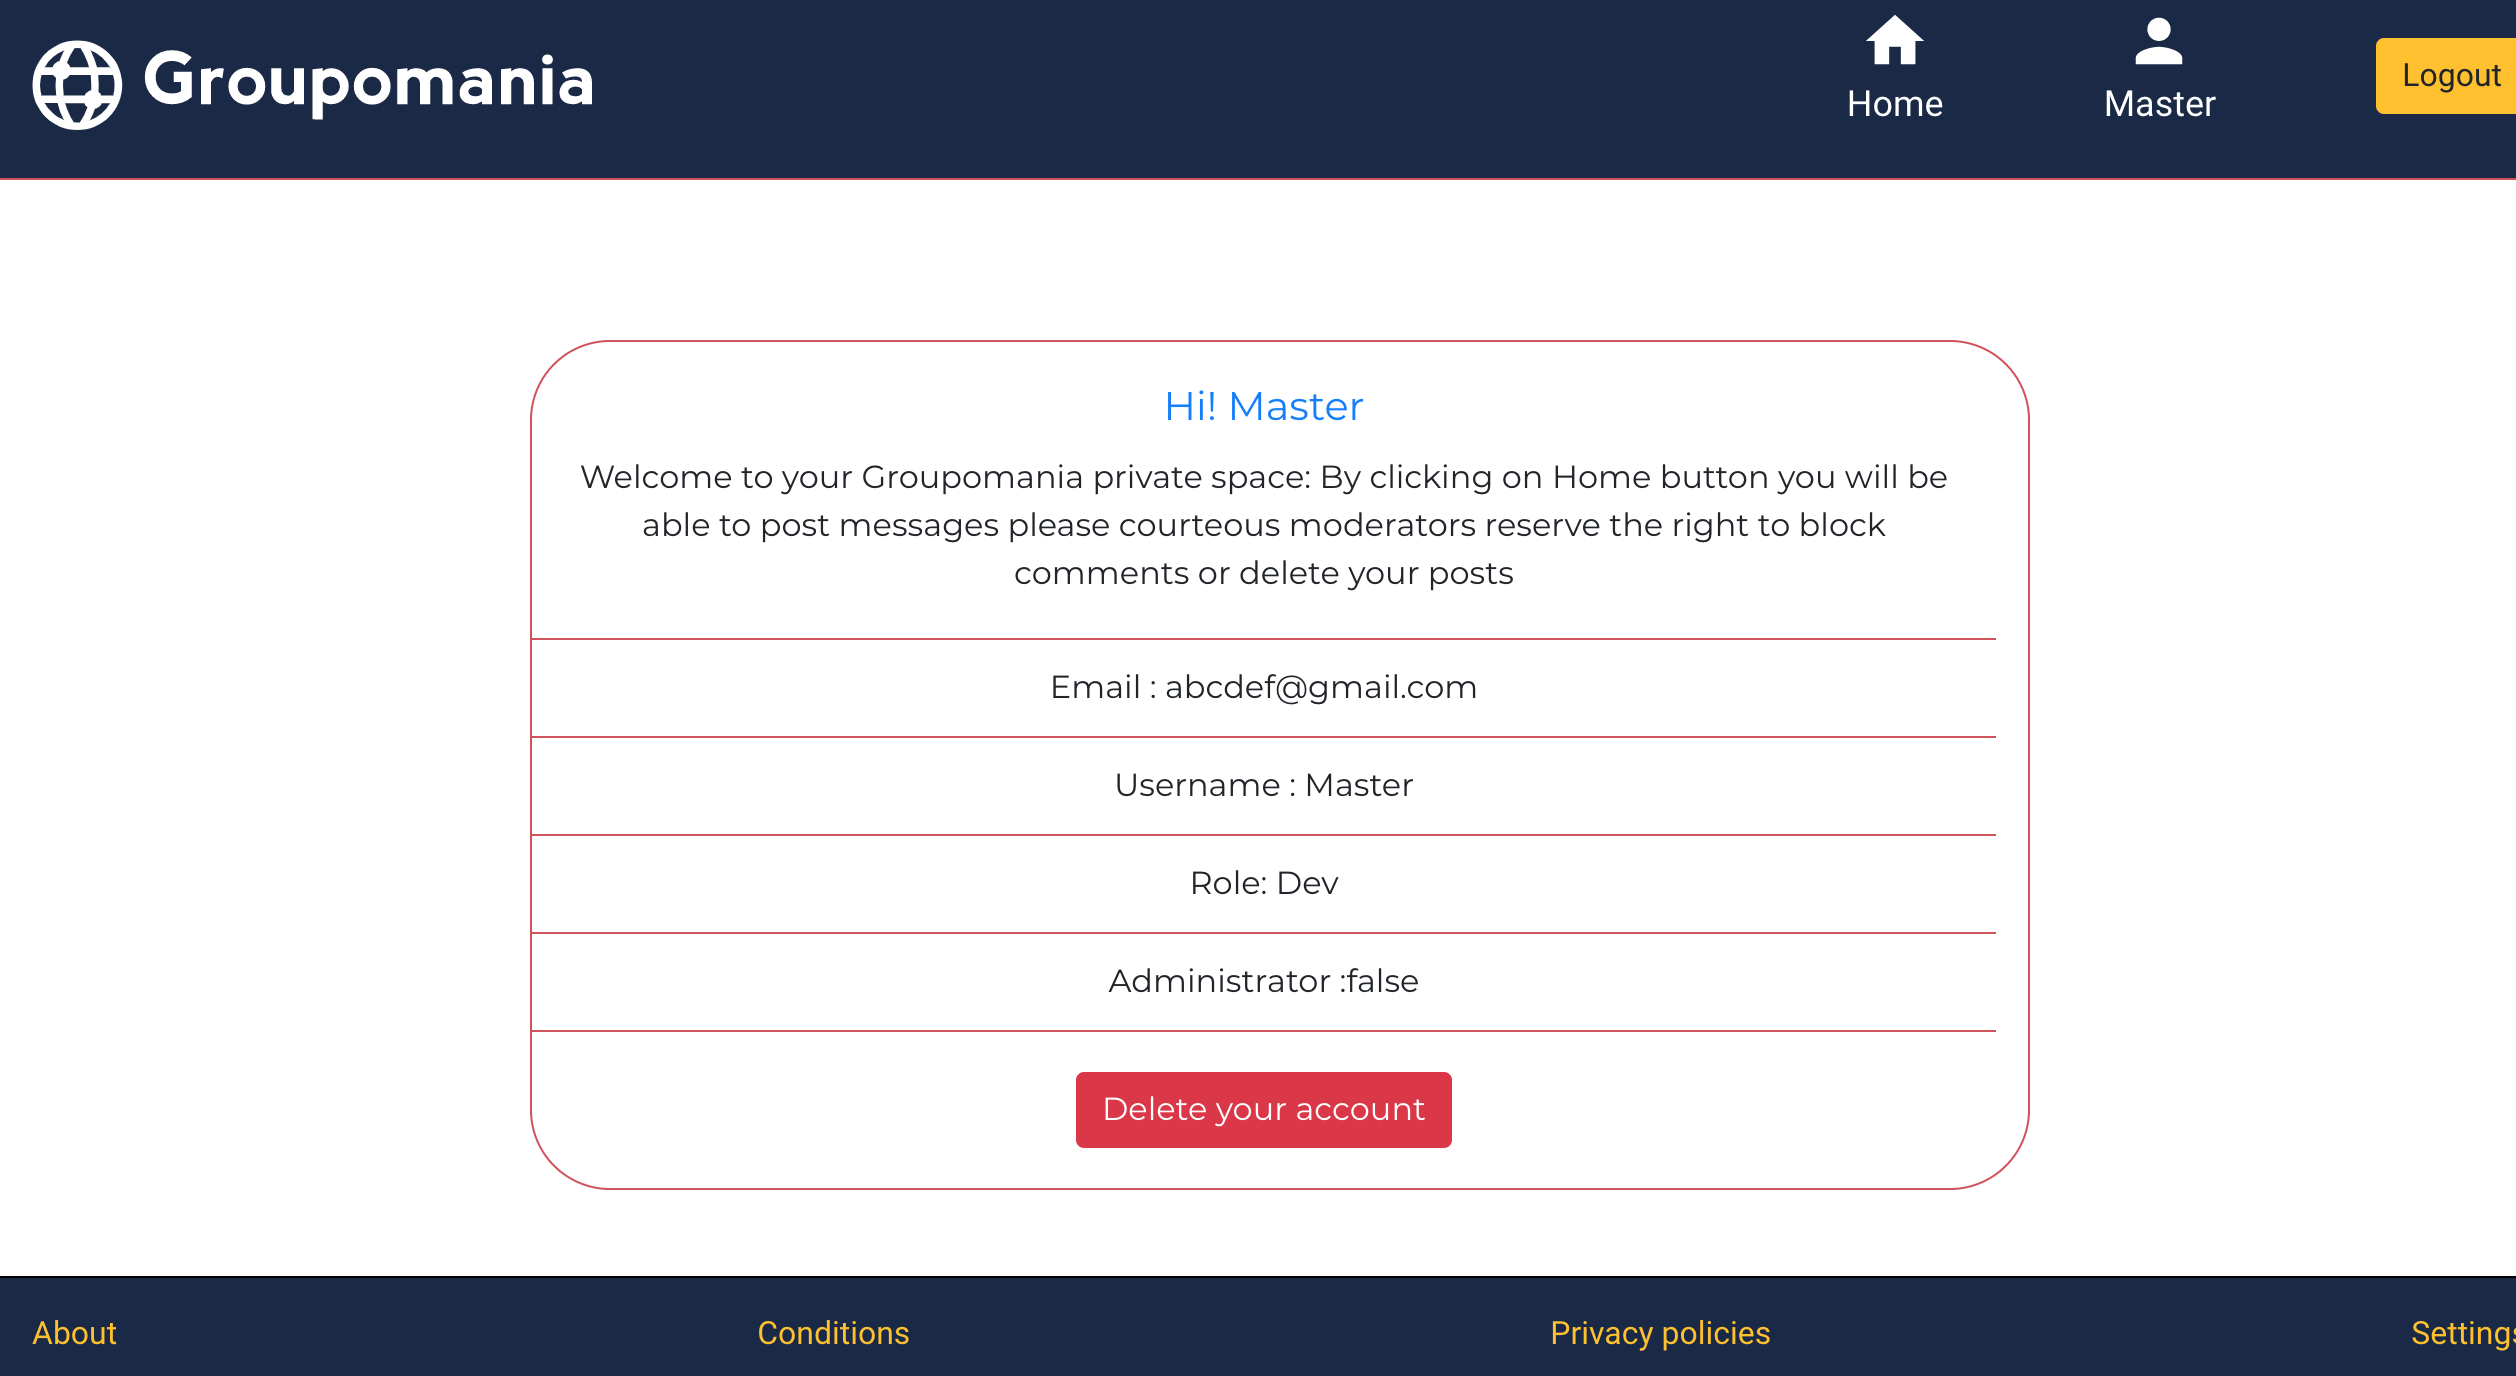 Groupomania
Home
Master
Logout
Hi! Master
Welcome to your Groupomania private space: By clicking on Home button you will be
able to post messages please courteous moderators reserve the right to block
comments or delete your posts
Email : abcdef@gmail.com
Username : Master
Role: Dev
Administrator :false
Delete your account
About
Conditions
Privacy policies
Settings